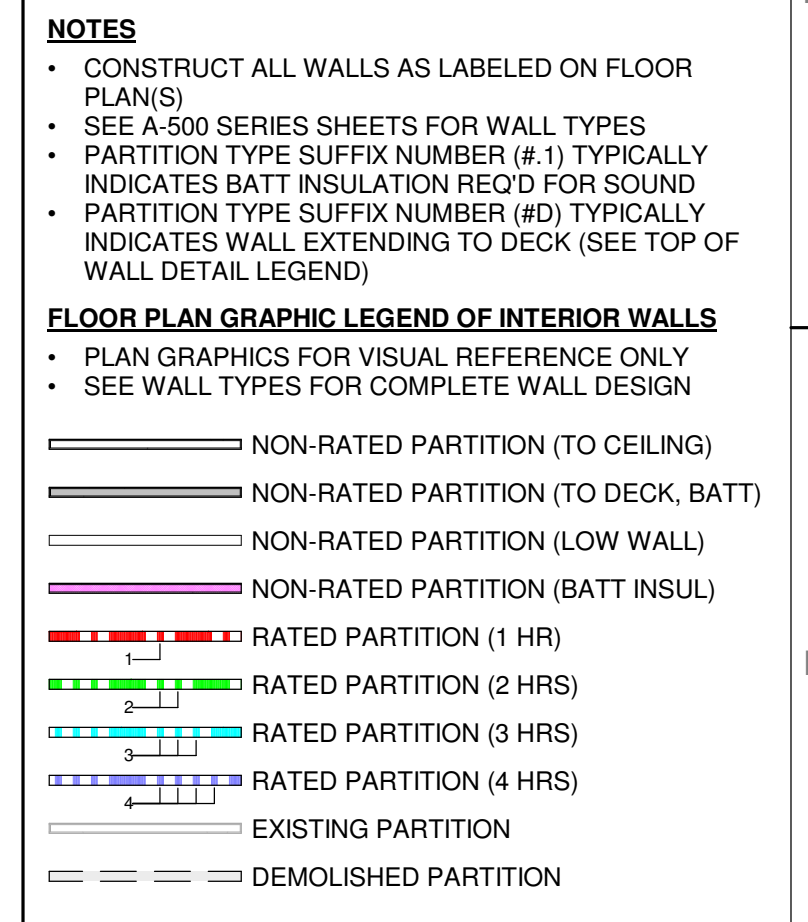 NOTES
• CONSTRUCT ALL WALLS AS LABELED ON FLOOR
PLAN(S)
• SEE A-500 SERIES SHEETS FOR WALL TYPES
• PARTITION TYPE SUFFIX NUMBER (#.1) TYPICALLY
INDICATES BATT INSULATION REQ'D FOR SOUND
• PARTITION TYPE SUFFIX NUMBER (#D) TYPICALLY
INDICATES WALL EXTENDING TO DECK (SEE TOP OF
WALL DETAIL LEGEND)
FLOOR PLAN GRAPHIC LEGEND OF INTERIOR WALLS
• PLAN GRAPHICS FOR VISUAL REFERENCE ONLY
• SEE WALL TYPES FOR COMPLETE WALL DESIGN
NON-RATED PARTITION (TO CEILING)
NON-RATED PARTITION (TO DECK, BATT)
NON-RATED PARTITION (LOW WALL)
NON-RATED PARTITION (BATT INSUL)
RATED PARTITION (1 HR)
1
RATED PARTITION (2 HRS)
2
RATED PARTITION (3 HRS)
3
RATED PARTITION (4 HRS)
4
EXISTING PARTITION
DEMOLISHED PARTITION